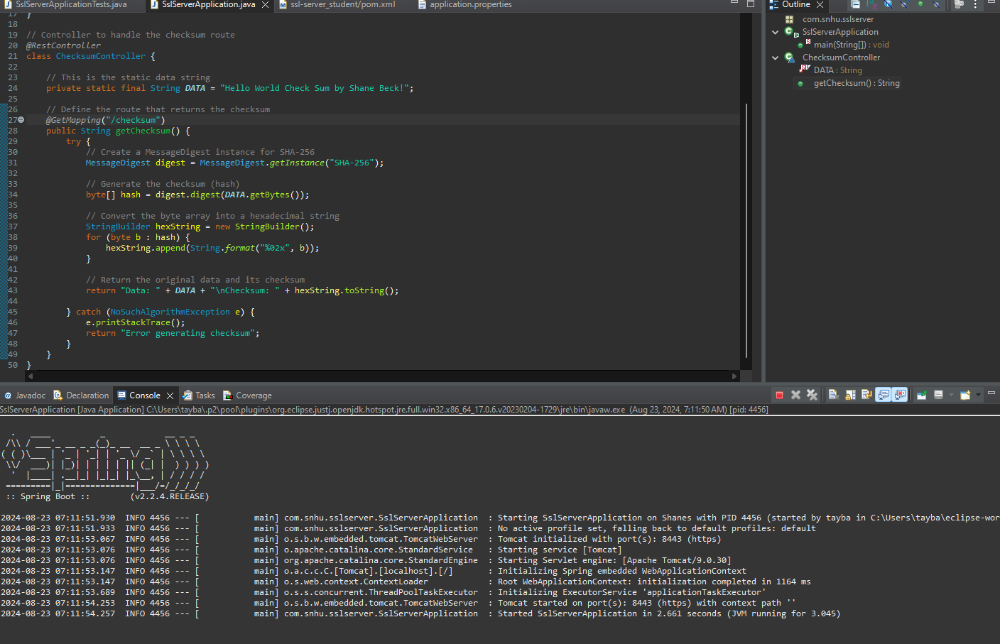 SslServerApplicationTests.java
SslServerApplication.java
ssl-server_student/pom.xml
application.properties
17 }
18
19 // Controller to handle the checksum route
20 @RestController
21 class ChecksumController {
22
23 // This is the static data string
24 private static final String DATA = "Hello World Check Sum by Shane Beck!";
25
26 // Define the route that returns the checksum
27 @GetMapping("/checksum")
28 public String getChecksum() {
29 try {
30 // Create a MessageDigest instance for SHA-256
31 MessageDigest digest = MessageDigest.getInstance("SHA-256");
32
33 // Generate the checksum (hash)
34 byte[] hash = digest.digest(DATA.getBytes());
35
36 // Convert the byte array into a hexadecimal string
37 StringBuilder hexString = new StringBuilder();
38 for (byte b : hash) {
39 hexString.append(String.format("%02x", b));
40 }
41
42 // Return the original data and its checksum
43 return "Data: " + DATA + "\nChecksum: " + hexString.toString();
44
45 } catch (NoSuchAlgorithmException e) {
46 e.printStackTrace();
47 return "Error generating checksum";
48 }
49 }
50 }
Outline
com.snhu.sslserver
SslServerApplication
main(String[]) : void
ChecksumController
DATA : String
getChecksum() : String
Javadoc Declaration Console Tasks Coverage
SslServerApplication [Java Application] C:\Users\tayba\.p2\pool\plugins\org.eclipse.justj.openjdk.hotspot.jre.full.win32.x86_64_17.0.6.v20230204-1729\jre\bin\javaw.exe (Aug 23, 2024, 7:11:50 AM) [pid: 4456]
  .   ____          _            __ _ _
 /\\ / ___'_ __ _ _(_)_ __  __ _ \ \ \ \
( ( )\___ | '_ | '_| | '_ \/ _` | \ \ \ \
 \\/  ___)| |_)| | | | | || (_| |  ) ) ) )
  '  |____| .__|_| |_|_| |_\__, | / / / /
 =========|_|==============|___/=/_/_/_/
 :: Spring Boot ::        (v2.2.4.RELEASE)
2024-08-23 07:11:51.930  INFO 4456 --- [           main] com.snhu.sslserver.SslServerApplication  : Starting SslServerApplication on Shanes with PID 4456 (started by tayba in C:\Users\tayba\eclipse-wor
2024-08-23 07:11:51.933  INFO 4456 --- [           main] com.snhu.sslserver.SslServerApplication  : No active profile set, falling back to default profiles: default
2024-08-23 07:11:53.067  INFO 4456 --- [           main] o.s.b.w.embedded.tomcat.TomcatWebServer  : Tomcat initialized with port(s): 8443 (https)
2024-08-23 07:11:53.076  INFO 4456 --- [           main] o.apache.catalina.core.StandardService   : Starting service [Tomcat]
2024-08-23 07:11:53.076  INFO 4456 --- [           main] org.apache.catalina.core.StandardEngine  : Starting Servlet engine: [Apache Tomcat/9.0.30]
2024-08-23 07:11:53.147  INFO 4456 --- [           main] o.a.c.c.C.[Tomcat].[localhost].[/]       : Initializing Spring embedded WebApplicationContext
2024-08-23 07:11:53.147  INFO 4456 --- [           main] o.s.web.context.ContextLoader            : Root WebApplicationContext: initialization completed in 1164 ms
2024-08-23 07:11:53.689  INFO 4456 --- [           main] o.s.s.concurrent.ThreadPoolTaskExecutor  : Initializing ExecutorService 'applicationTaskExecutor'
2024-08-23 07:11:54.253  INFO 4456 --- [           main] o.s.b.w.embedded.tomcat.TomcatWebServer  : Tomcat started on port(s): 8443 (https) with context path ''
2024-08-23 07:11:54.257  INFO 4456 --- [           main] com.snhu.sslserver.SslServerApplication  : Started SslServerApplication in 2.661 seconds (JVM running for 3.045)